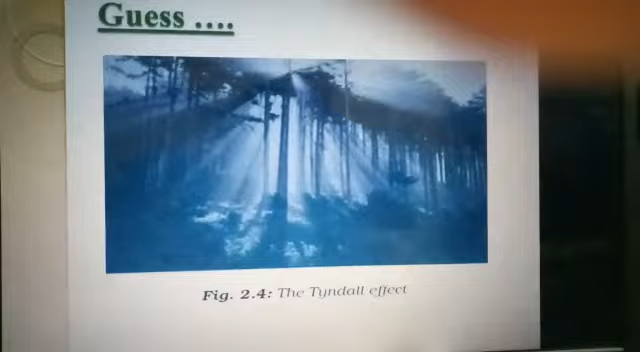 Guess ....
Fig. 2.4: The Tyndall effect